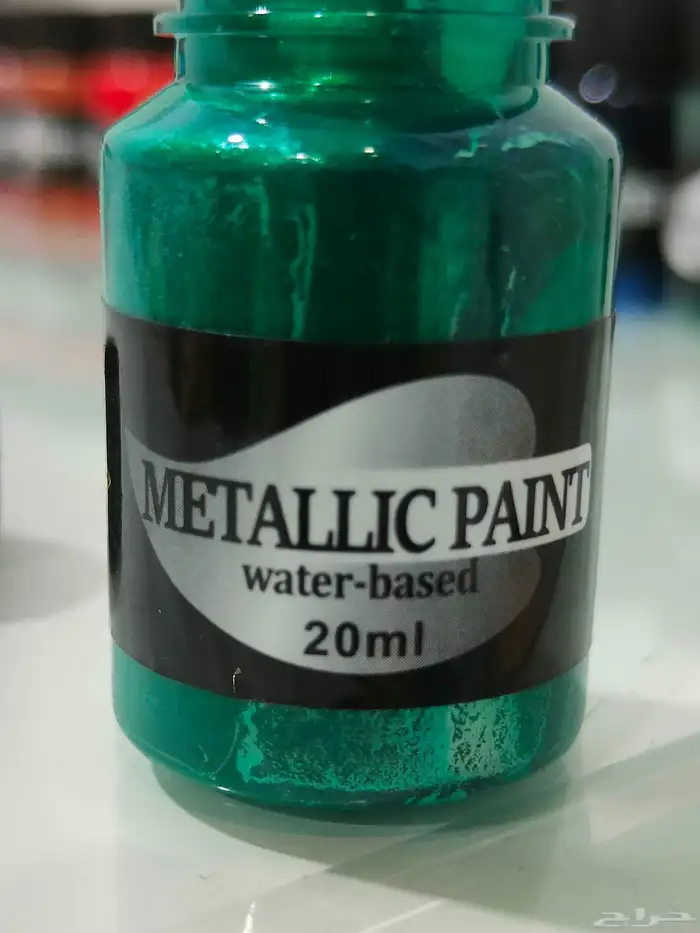 METALLIC PAINT
water-based
20ml
حراج